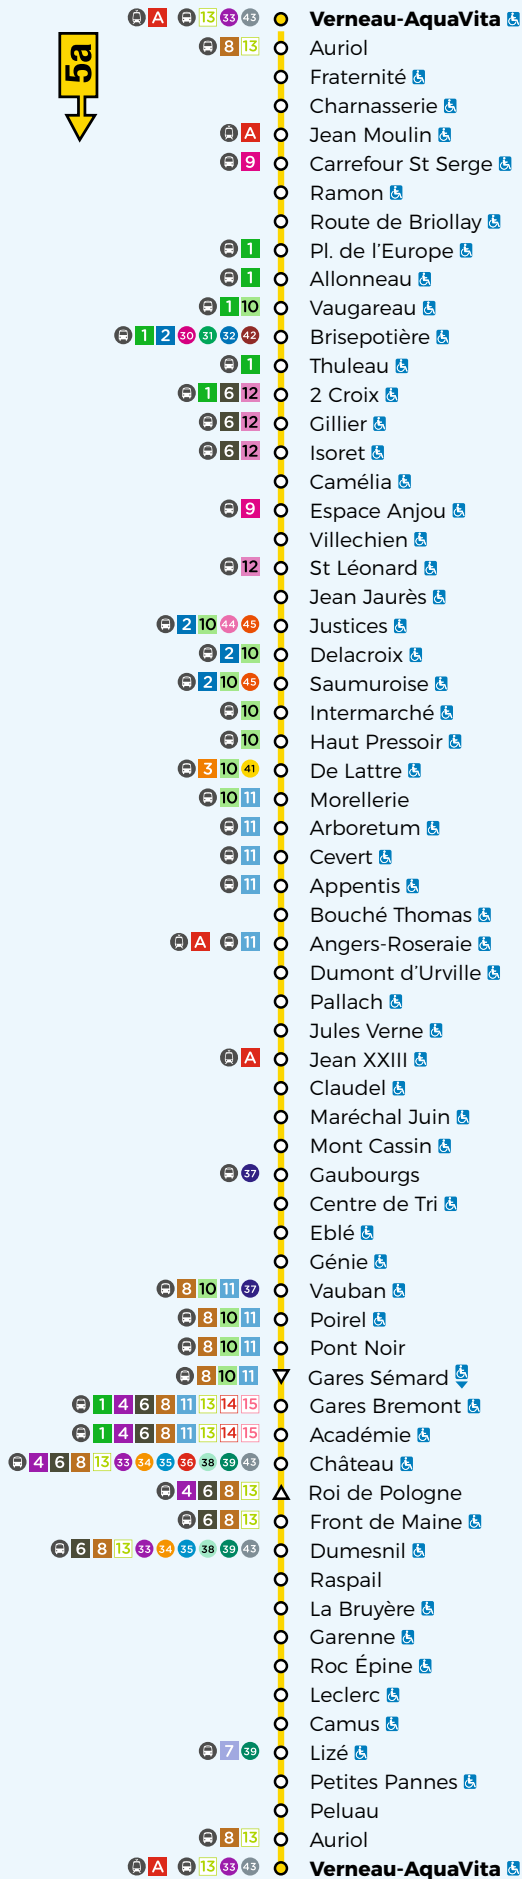 A 13 33 43 Verneau-AquaVita
5a
8 13 Auriol
Fraternité
Charnasserie
A Jean Moulin
9 Carrefour St Serge
Ramon
Route de Briollay
1 Pl. de l'Europe
1 Allonneau
1 10 Vaugareau
1 2 30 31 32 42 Brisepotière
1 Thuleau
1 6 12 2 Croix
6 12 Gillier
6 12 Isoret
Camélia
9 Espace Anjou
Villechien
12 St Léonard
Jean Jaurès
2 10 44 45 Justices
2 10 Delacroix
2 10 45 Saumuroise
10 Intermarché
10 Haut Pressoir
3 10 41 De Lattre
10 11 Morellerie
11 Arboretum
11 Cevert
11 Appentis
Bouché Thomas
A 11 Angers-Roseraie
Dumont d'Urville
Pallach
Jules Verne
A Jean XXIII
Claudel
Maréchal Juin
Mont Cassin
37 Gaubourgs
Centre de Tri
Eblé
Génie
8 10 11 37 Vauban
8 10 11 Poirel
8 10 11 Pont Noir
8 10 11 Gares Sémard
1 4 6 8 11 13 14 15 Gares Bremont
1 4 6 8 11 13 14 15 Académie
4 6 8 13 33 34 35 36 38 39 43 Château
4 6 8 13 Roi de Pologne
6 8 13 Front de Maine
6 8 13 33 34 35 38 39 43 Dumesnil
Raspail
La Bruyère
Garenne
Roc Épine
Leclerc
Camus
7 39 Lizé
Petites Pannes
Peluau
8 13 Auriol
A 13 33 43 Verneau-AquaVita